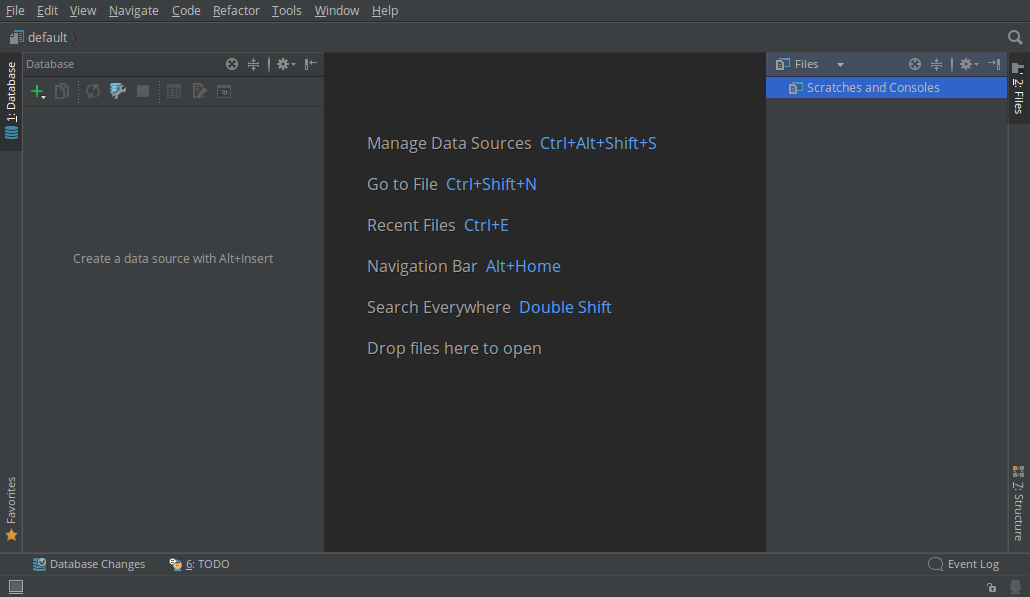 File Edit View Navigate Code Refactor Tools Window Help
default
1: Database
Database
Files
2: Files
Scratches and Consoles
Manage Data Sources Ctrl+Alt+Shift+S
Go to File Ctrl+Shift+N
Recent Files Ctrl+E
Create a data source with Alt+Insert
Navigation Bar Alt+Home
Search Everywhere Double Shift
Drop files here to open
Favorites
7: Structure
Database Changes 6: TODO Event Log